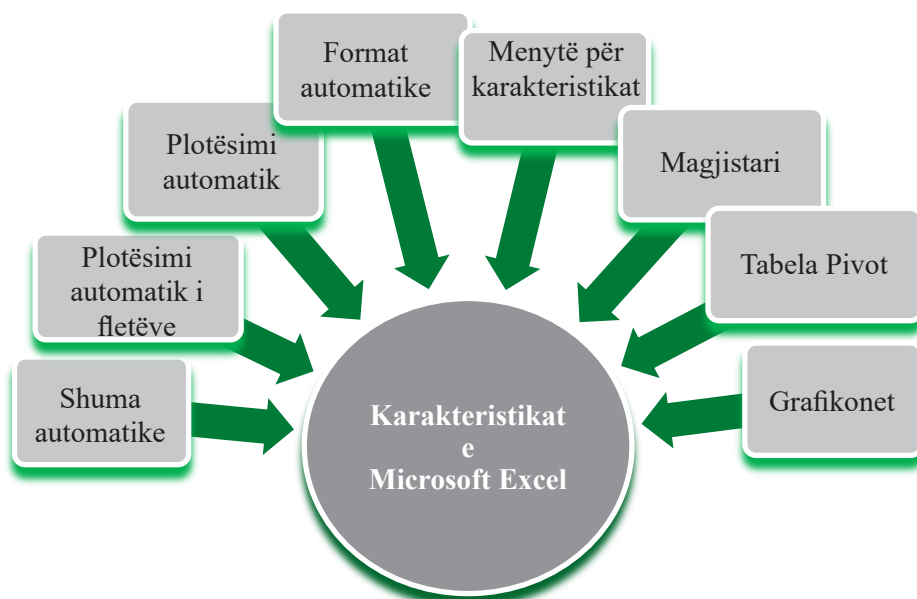 Format
automatike
Menytë për
karakteristikat
Plotësimi
automatik
Magjistari
Plotësimi
automatik i
fletëve
Tabela Pivot
Shuma
automatike
Grafikonet
Karakteristikat
e
Microsoft Excel